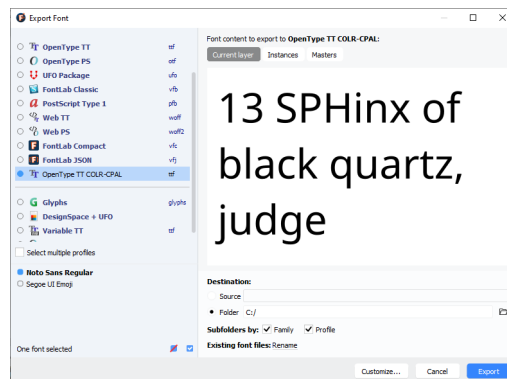 Export Font
OpenType TT ttf
OpenType PS otf
UFO Package ufo
FontLab Classic vfb
PostScript Type 1 pfb
Web TT woff
Web PS woff2
FontLab Compact vfc
FontLab JSON vfj
OpenType TT COLR-CPAL ttf
Glyphs glyphs
DesignSpace + UFO
Variable TT ttf
Select multiple profiles
Noto Sans Regular
Segoe UI Emoji
One font selected
Font content to export to OpenType TT COLR-CPAL:
Current layer Instances Masters
13 SPHinx of
black quartz,
judge
Destination:
Source
Folder C:/
Subfolders by: Family Profile
Existing font files: Rename
Customize... Cancel Export